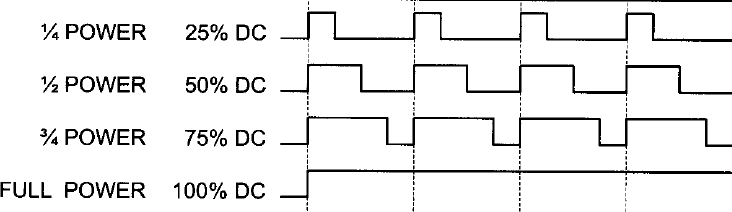 ¼ POWER 25% DC
½ POWER 50% DC
¾ POWER 75% DC
FULL POWER 100% DC